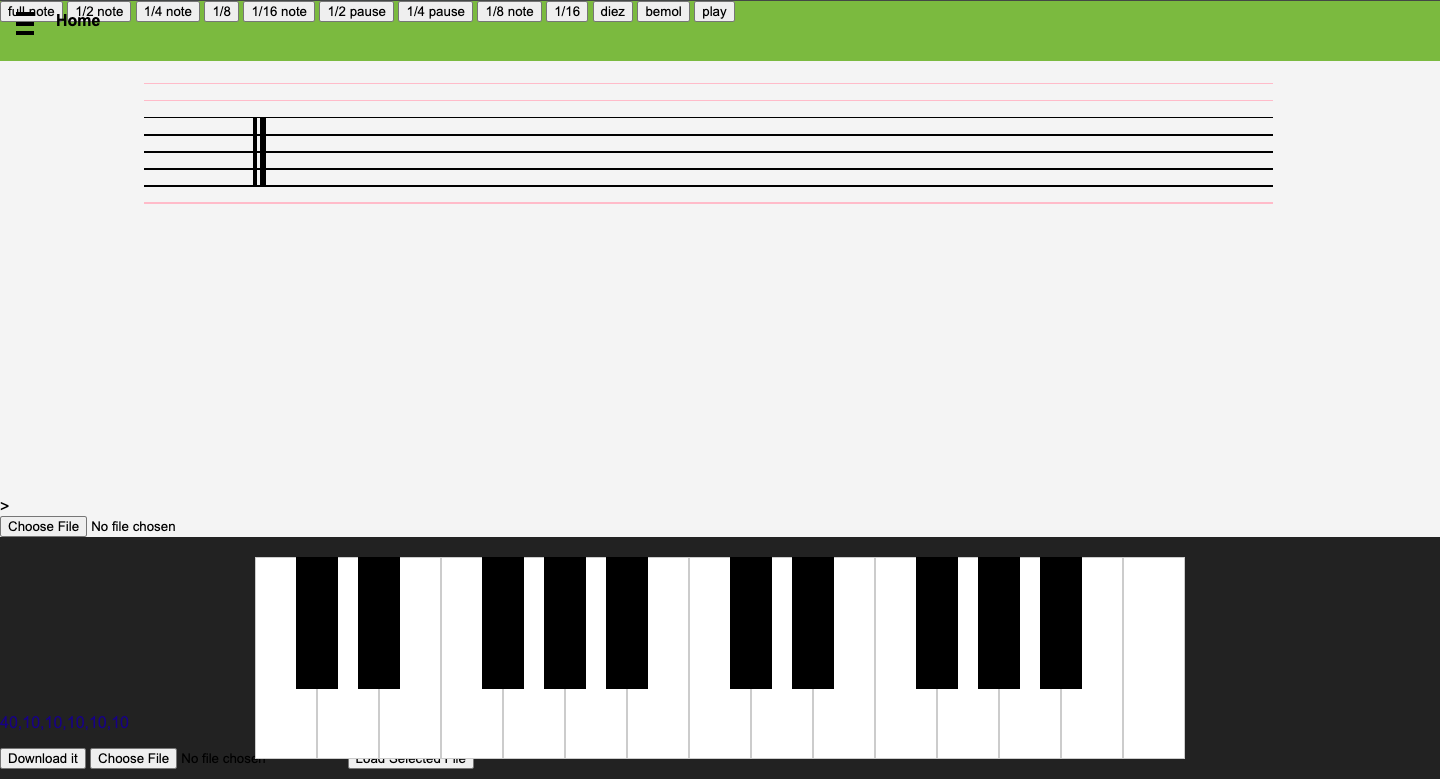 full note 1/2 note 1/4 note 1/8 1/16 note 1/2 pause 1/4 pause 1/8 note 1/16 diez bemol play
Home
>
Choose File No file chosen
40,10,10,10,10,10
Download it Choose File No file chosen Load Selected File